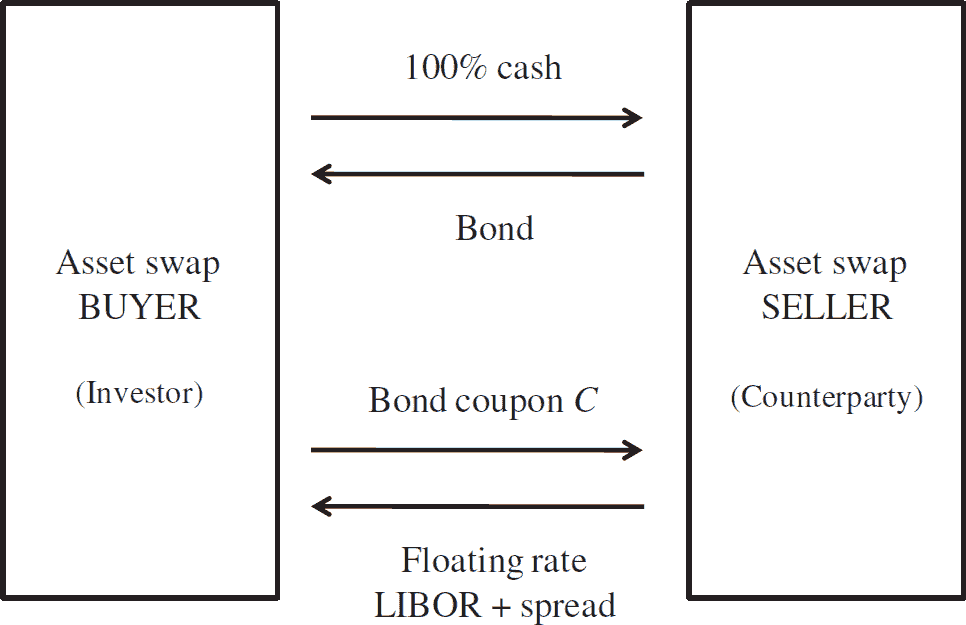 100% cash
Bond
Asset swap
BUYER
(Investor)
Asset swap
SELLER
(Counterparty)
Bond coupon C
Floating rate
LIBOR + spread